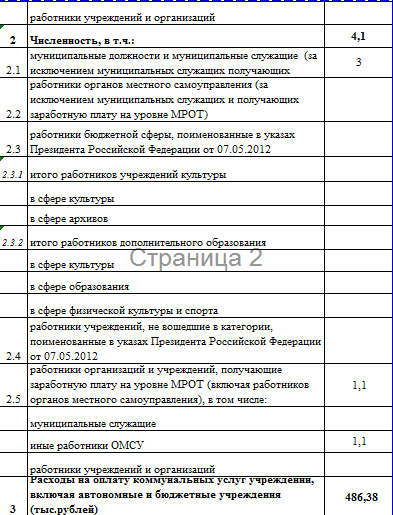 работники учреждений и организаций
2 Численность, в т.ч.: 4,1
муниципальные должности и муниципальные служащие (за
2.1 исключением муниципальных служащих получающих 3
работники органов местного самоуправления (за
исключением муниципальных служащих и получающих
2.2 заработную плату на уровне МРОТ)
работники бюджетной сферы, поименованные в указах
2.3 Президента Российской Федерации от 07.05.2012
2.3.1 итого работников учреждений культуры
в сфере культуры
в сфере архивов
2.3.2 итого работников дополнительного образования
в сфере культуры
Страница 2
в сфере образования
в сфере физической культуры и спорта
работники учреждений, не вошедшие в категории,
поименованные в указах Президента Российской Федерации
2.4 от 07.05.2012
работники организаций и учреждений, получающие
заработную плату на уровне МРОТ (включая работников 1,1
2.5 органов местного самоуправления), в том числе:
муниципальные служащие
иные работники ОМСУ 1,1
работники учреждений и организаций
Расходы на оплату коммунальных услуг учреждений,
включая автономные и бюджетные учреждения 486,38
3 (тыс.рублей)